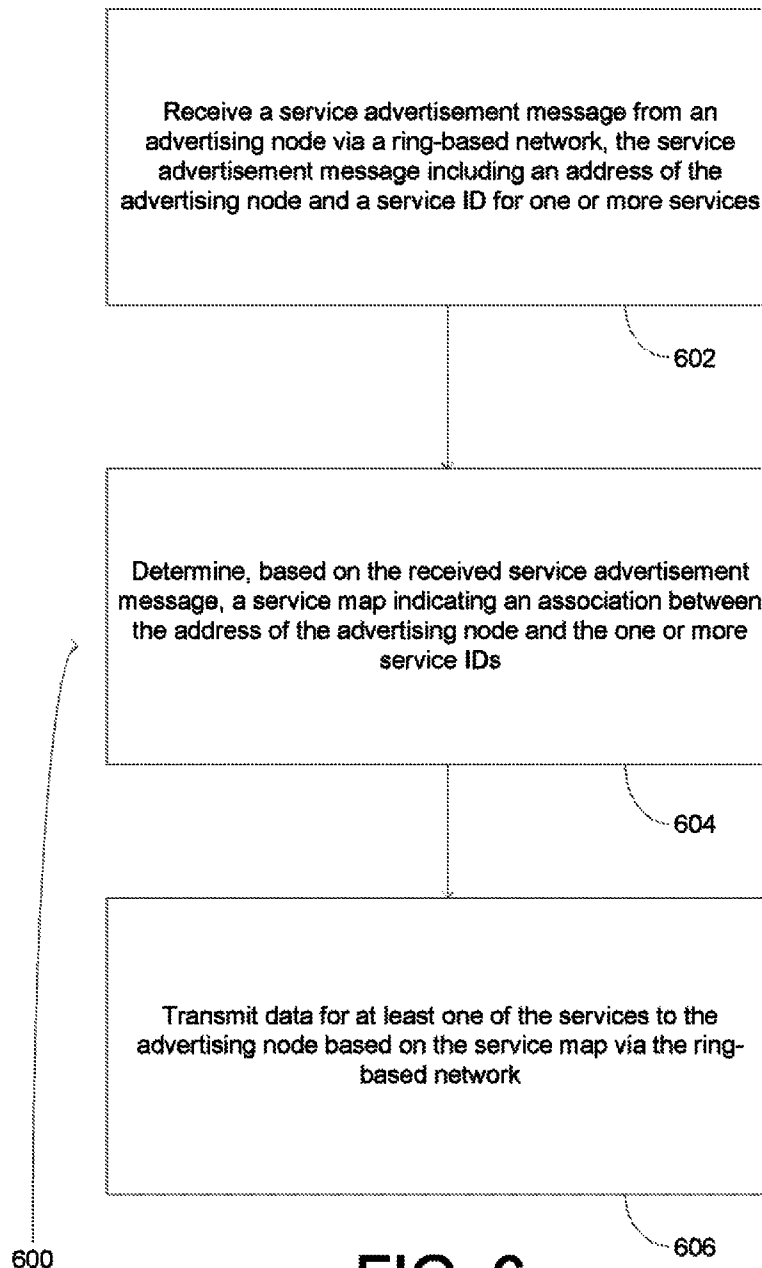 Receive a service advertisement message from an
advertising node via a ring-based network, the service
advertisement message including an address of the
advertising node and a service ID for one or more services
602
Determine, based on the received service advertisement
message, a service map indicating an association between
the address of the advertising node and the one or more
service IDs
604
Transmit data for at least one of the services to the
advertising node based on the service map via the ring-
based network
606
600
FIG. 6